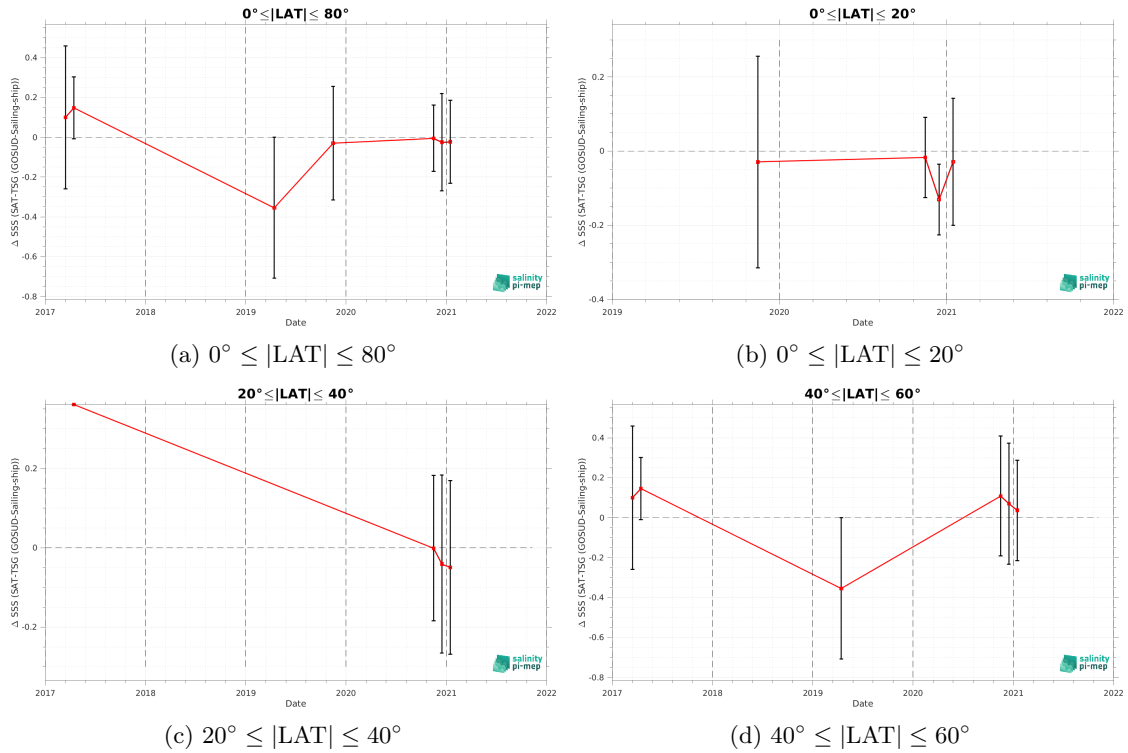 0°≤|LAT|≤ 80°
Δ SSS (SAT-TSG (GOSUD-Sailing-ship))
0.4
0.2
0
-0.2
-0.4
-0.6
-0.8
2017
2018
2019
2020
2021
2022
Date
salinity
pi-mep
(a) 0° ≤ |LAT| ≤ 80°
0°≤|LAT|≤ 20°
Δ SSS (SAT-TSG (GOSUD-Sailing-ship))
0.2
0
-0.2
-0.4
2019
2020
2021
2022
Date
salinity
pi-mep
(b) 0° ≤ |LAT| ≤ 20°
20°≤|LAT|≤ 40°
Δ SSS (SAT-TSG (GOSUD-Sailing-ship))
0.2
0
-0.2
2017
2018
2019
2020
2021
2022
Date
salinity
pi-mep
(c) 20° ≤ |LAT| ≤ 40°
40°≤|LAT|≤ 60°
Δ SSS (SAT-TSG (GOSUD-Sailing-ship))
0.4
0.2
0
-0.2
-0.4
-0.6
-0.8
2017
2018
2019
2020
2021
2022
Date
salinity
pi-mep
(d) 40° ≤ |LAT| ≤ 60°